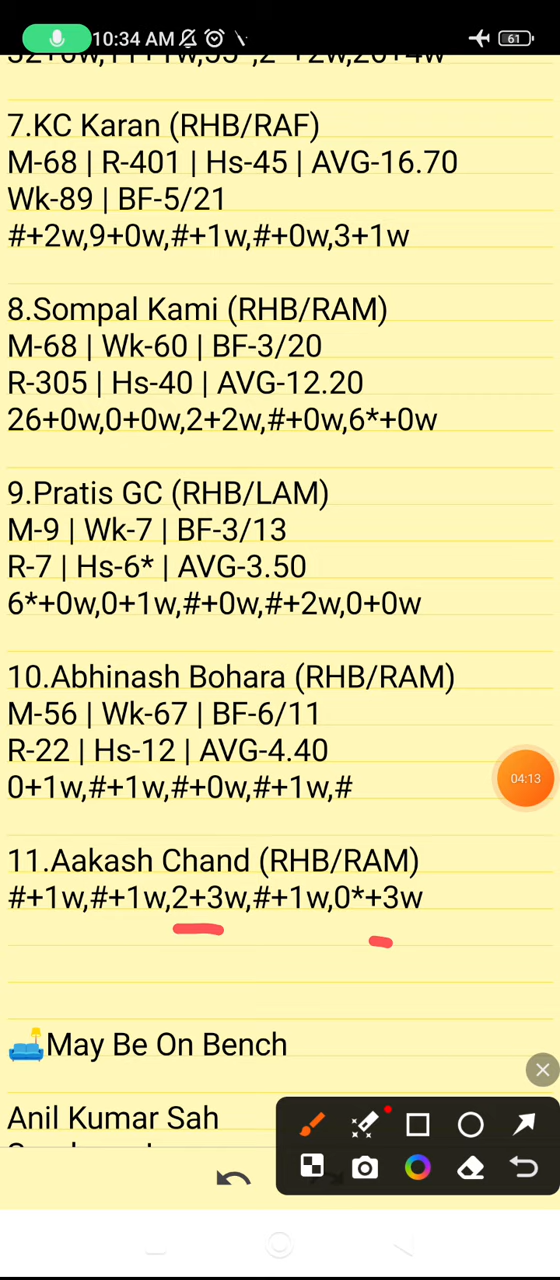 10:34 AM
61
7.KC Karan (RHB/RAF)
M-68 | R-401 | Hs-45 | AVG-16.70
Wk-89 | BF-5/21
#+2w,9+0w,#+1w,#+0w,3+1w
8.Sompal Kami (RHB/RAM)
M-68 | Wk-60 | BF-3/20
R-305 | Hs-40 | AVG-12.20
26+0w,0+0w,2+2w,#+0w,6*+0w
9.Pratis GC (RHB/LAM)
M-9 | Wk-7 | BF-3/13
R-7 | Hs-6* | AVG-3.50
6*+0w,0+1w,#+0w,#+2w,0+0w
10.Abhinash Bohara (RHB/RAM)
M-56 | Wk-67 | BF-6/11
R-22 | Hs-12 | AVG-4.40
0+1w,#+1w,#+0w,#+1w,#
04:13
11.Aakash Chand (RHB/RAM)
#+1w,#+1w,2+3w,#+1w,0*+3w
May Be On Bench
Anil Kumar Sah